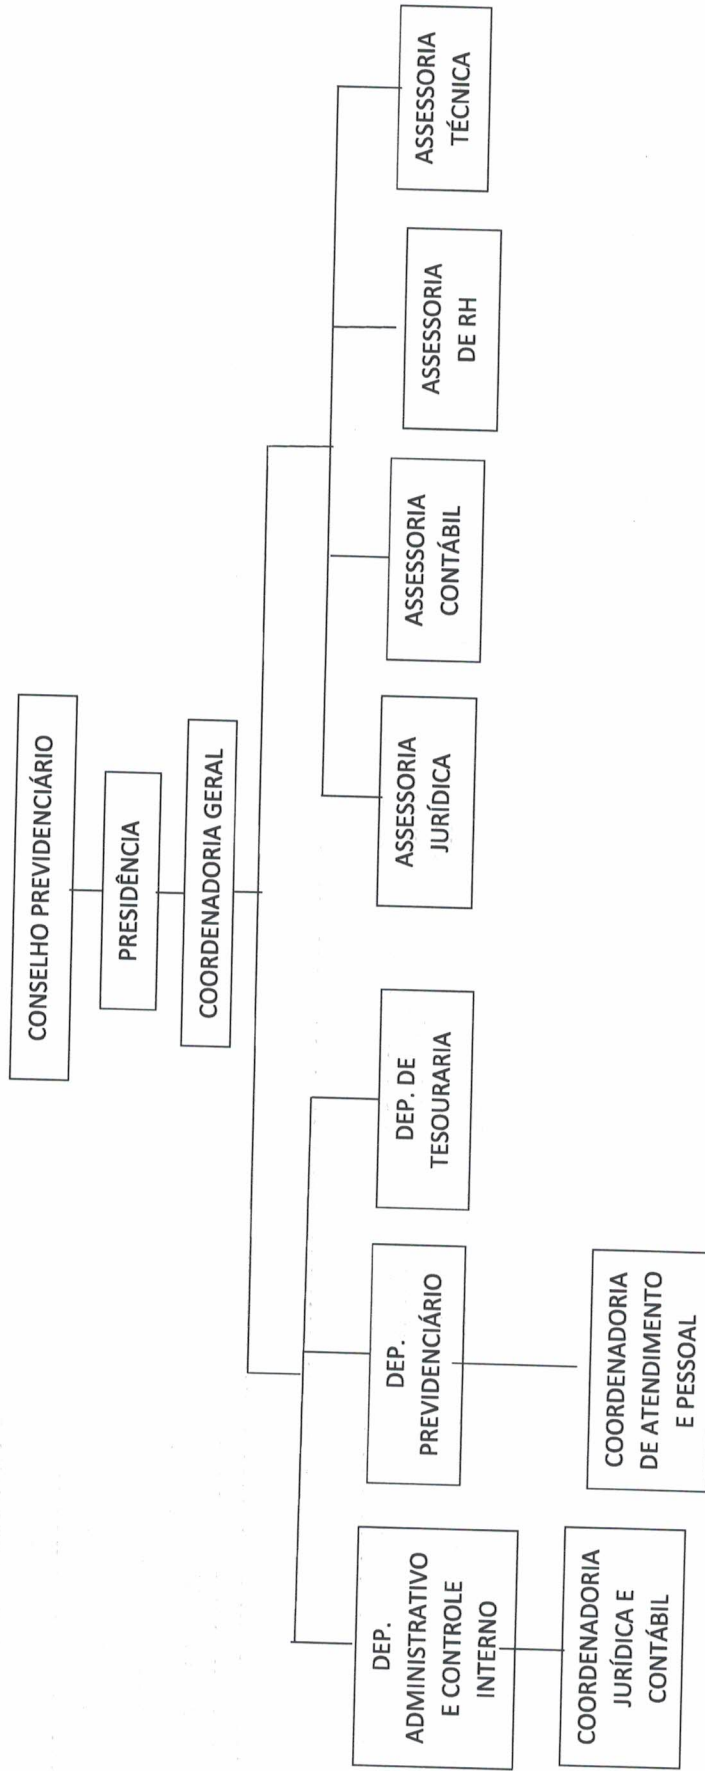 CONSELHO PREVIDENCIÁRIO
PRESIDÊNCIA
COORDENADORIA GERAL
DEP.
ADMINISTRATIVO
E CONTROLE
INTERNO
DEP.
PREVIDENCIÁRIO
DEP. DE
TESOURARIA
ASSESSORIA
JURÍDICA
ASSESSORIA
CONTÁBIL
ASSESSORIA
DE RH
ASSESSORIA
TÉCNICA
COORDENADORIA
JURÍDICA E
CONTÁBIL
COORDENADORIA
DE ATENDIMENTO
E PESSOAL